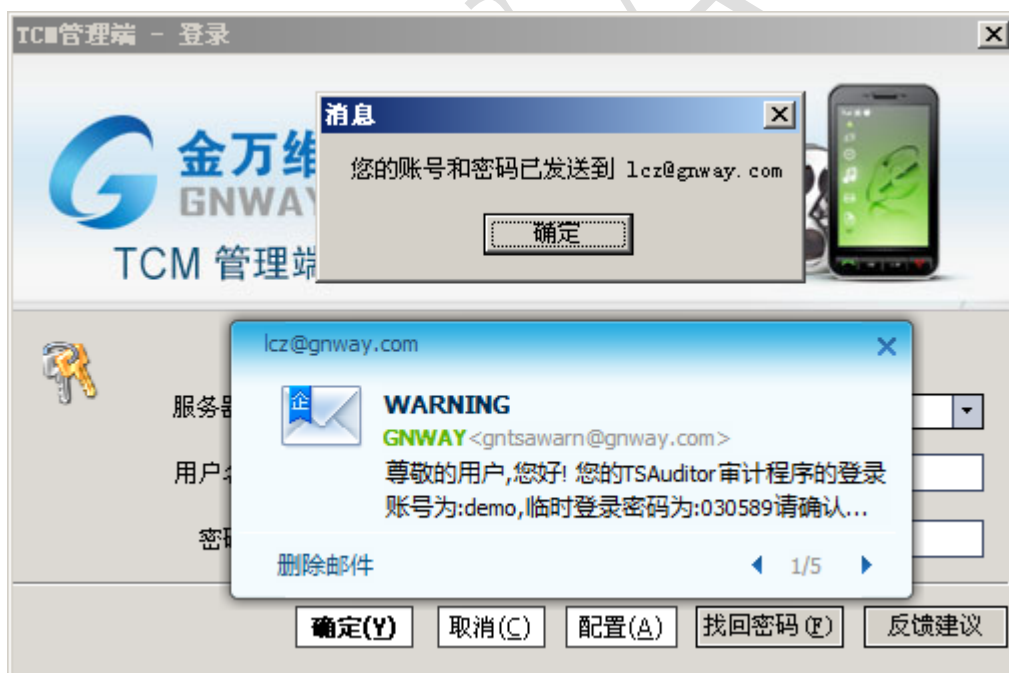 TCM管理端 - 登录
消息
您的账号和密码已发送到 lcz@gnway.com
确定
金万维
GNWAY
TCM 管理端
lcz@gnway.com
企
WARNING
GNWAY<gntsawarn@gnway.com>
尊敬的用户,您好! 您的TSAuditor审计程序的登录
账号为:demo,临时登录密码为:030589请确认...
删除邮件
1/5
服务器
用户名
密码
确定(Y)
取消(C)
配置(A)
找回密码(F)
反馈建议